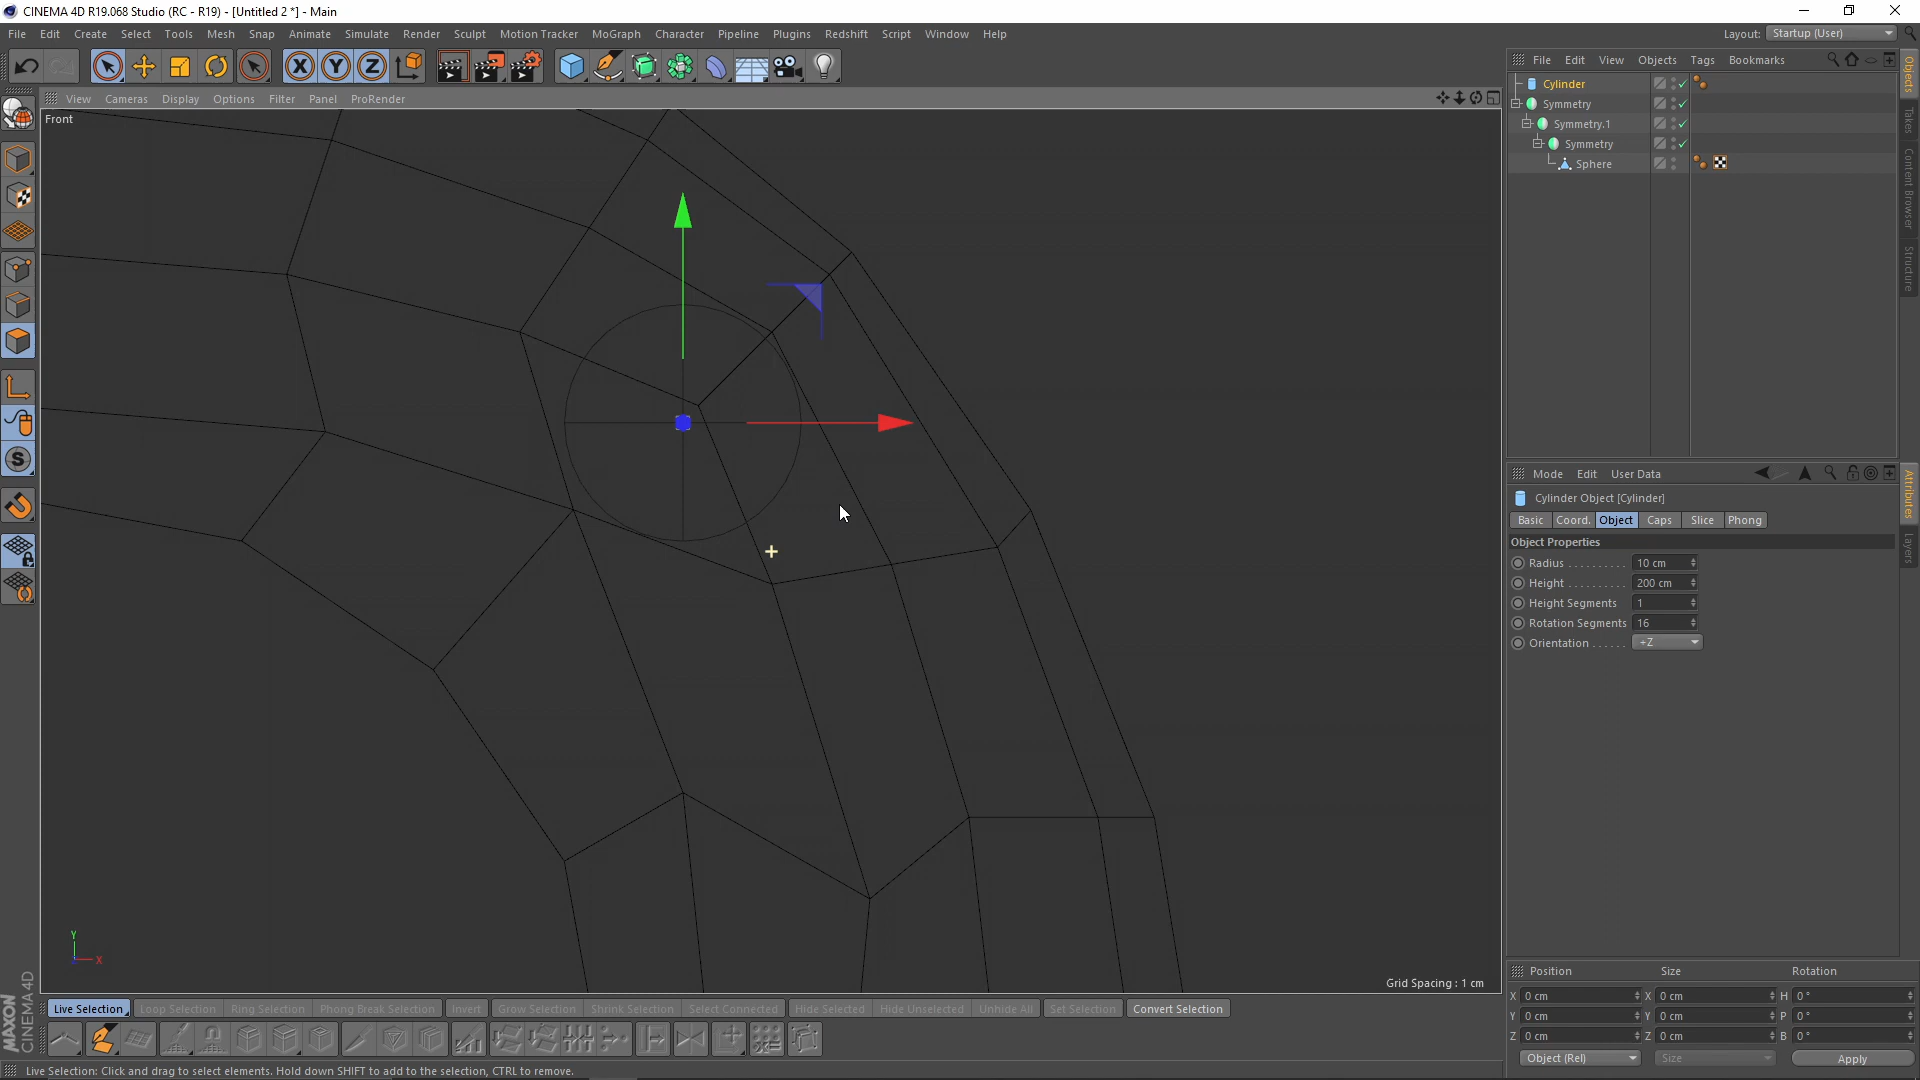 CINEMA 4D R19.068 Studio (RC - R19) - [Untitled 2 *] - Main
File Edit Create Select Tools Mesh Snap Animate Simulate Render Sculpt Motion Tracker MoGraph Character Pipeline Plugins Redshift Script Window Help
Layout: Startup (User)
X Y Z
View Cameras Display Options Filter Panel ProRender
Front
File Edit View Objects Tags Bookmarks
Cylinder
Symmetry
Symmetry.1
Symmetry
Sphere
Objects
Takes
Content Browser
Structure
Mode Edit User Data
Cylinder Object [Cylinder]
Basic Coord. Object Caps Slice Phong
Object Properties
Radius . . . . . . . . . . 10 cm
Height . . . . . . . . . . 200 cm
Height Segments 1
Rotation Segments 16
Orientation . . . . . . +Z
Attributes
Layers
S
Y
X
Grid Spacing : 1 cm
Position Size Rotation
X 0 cm X 0 cm H 0 °
Y 0 cm Y 0 cm P 0 °
Z 0 cm Z 0 cm B 0 °
Object (Rel) Size Apply
Live Selection Loop Selection Ring Selection Phong Break Selection Invert Grow Selection Shrink Selection Select Connected Hide Selected Hide Unselected Unhide All Set Selection Convert Selection
MAXON
CINEMA 4D
Live Selection: Click and drag to select elements. Hold down SHIFT to add to the selection, CTRL to remove.